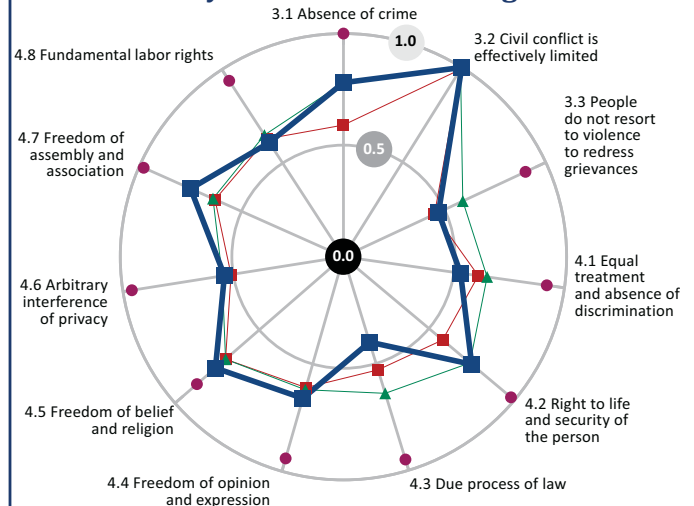 3.1 Absence of crime
1.0
3.2 Civil conflict is
effectively limited
4.8 Fundamental labor rights
3.3 People
do not resort
to violence
to redress
grievances
0.5
4.7 Freedom of
assembly and
association
0.0
4.1 Equal
treatment
and absence of
discrimination
4.6 Arbitrary
interference
of privacy
4.2 Right to life
and security of
the person
4.5 Freedom of belief
and religion
4.3 Due process of law
4.4 Freedom of opinion
and expression